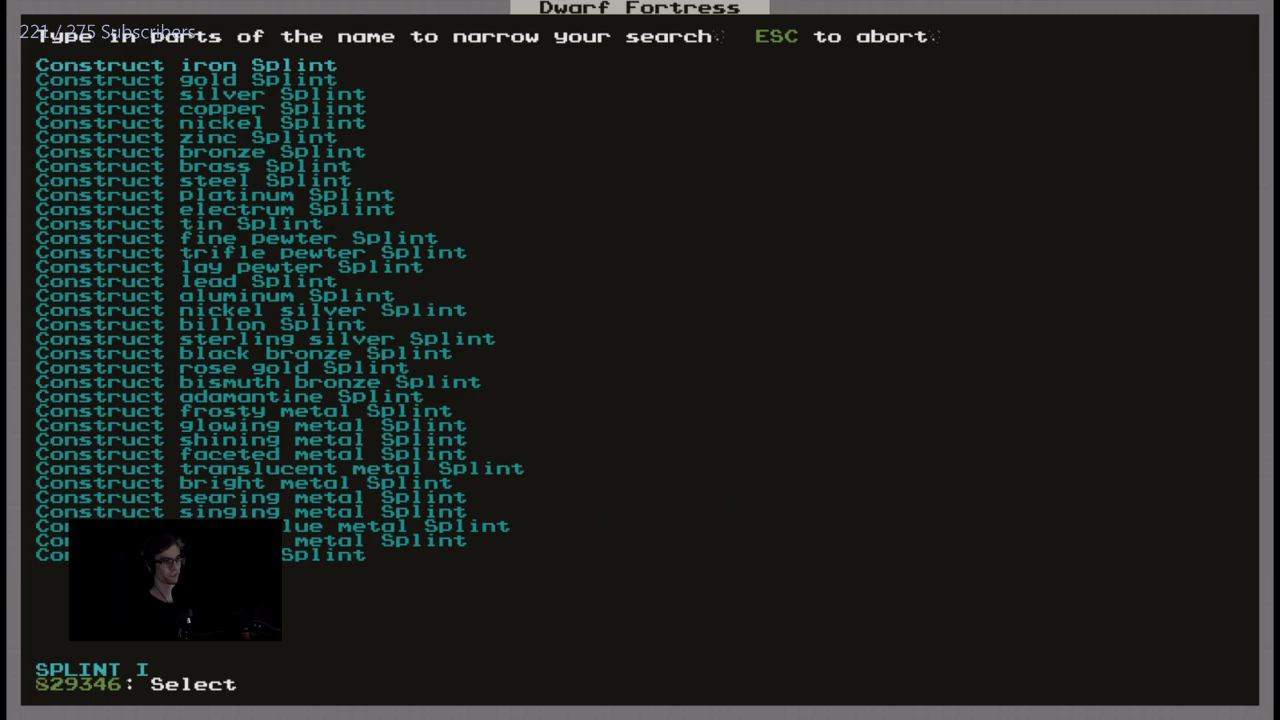 Dwarf Fortress
221 / 275 Subscribers
Type in parts of the name to narrow your search. ESC to abort.
Construct iron Splint
Construct gold Splint
Construct silver Splint
Construct copper Splint
Construct nickel Splint
Construct zinc Splint
Construct bronze Splint
Construct brass Splint
Construct steel Splint
Construct platinum Splint
Construct electrum Splint
Construct tin Splint
Construct fine pewter Splint
Construct trifle pewter Splint
Construct lay pewter Splint
Construct lead Splint
Construct aluminum Splint
Construct nickel silver Splint
Construct billon Splint
Construct sterling silver Splint
Construct black bronze Splint
Construct rose gold Splint
Construct bismuth bronze Splint
Construct adamantine Splint
Construct frosty metal Splint
Construct glowing metal Splint
Construct shining metal Splint
Construct faceted metal Splint
Construct translucent metal Splint
Construct bright metal Splint
Construct searing metal Splint
Construct singing metal Splint
Co lue metal Splint
Co metal Splint
Co Splint
SPLINT I
829346: Select